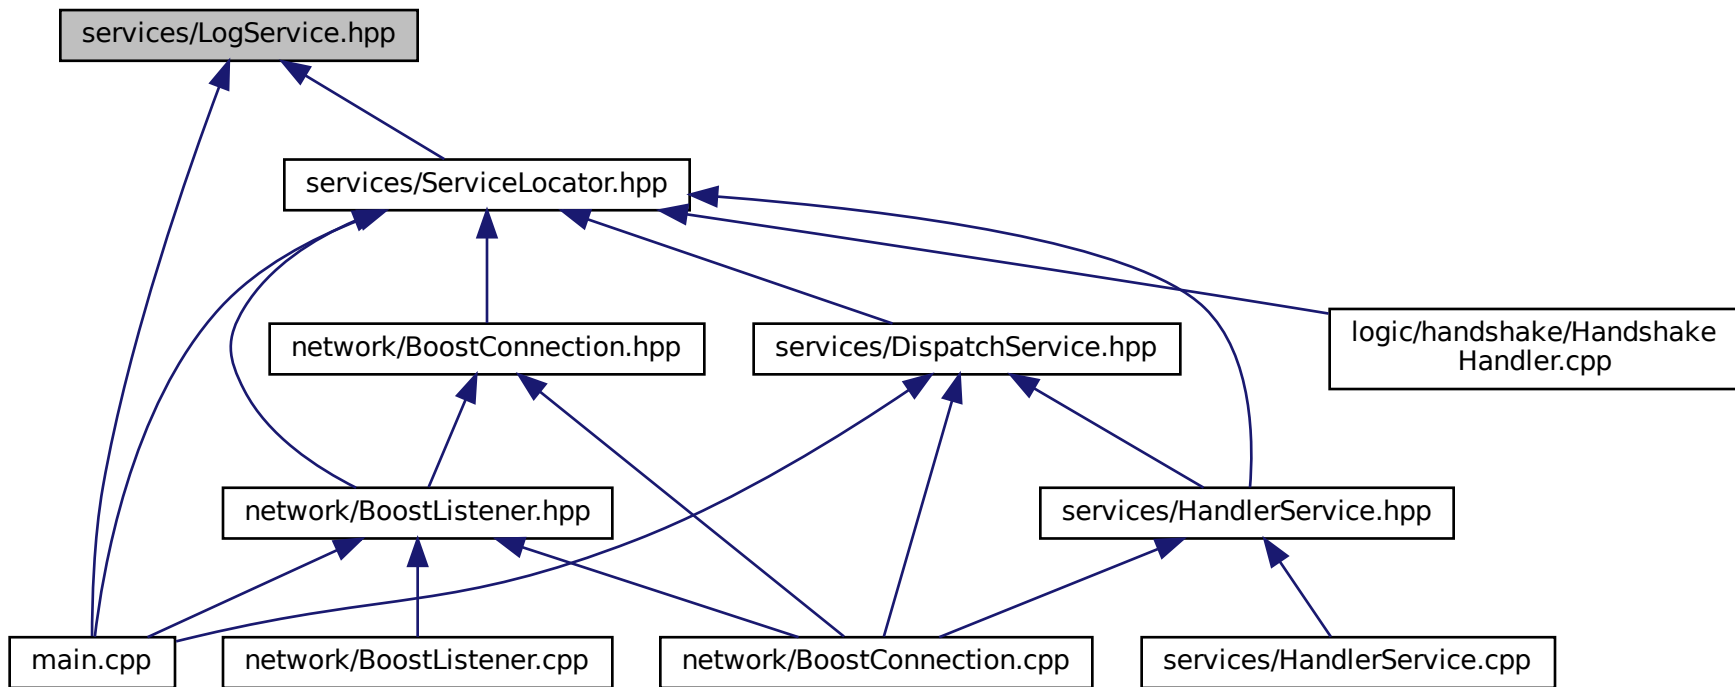 services/LogService.hpp
services/ServiceLocator.hpp
network/BoostConnection.hpp
services/DispatchService.hpp
logic/handshake/Handshake
Handler.cpp
network/BoostListener.hpp
services/HandlerService.hpp
main.cpp
network/BoostListener.cpp
network/BoostConnection.cpp
services/HandlerService.cpp